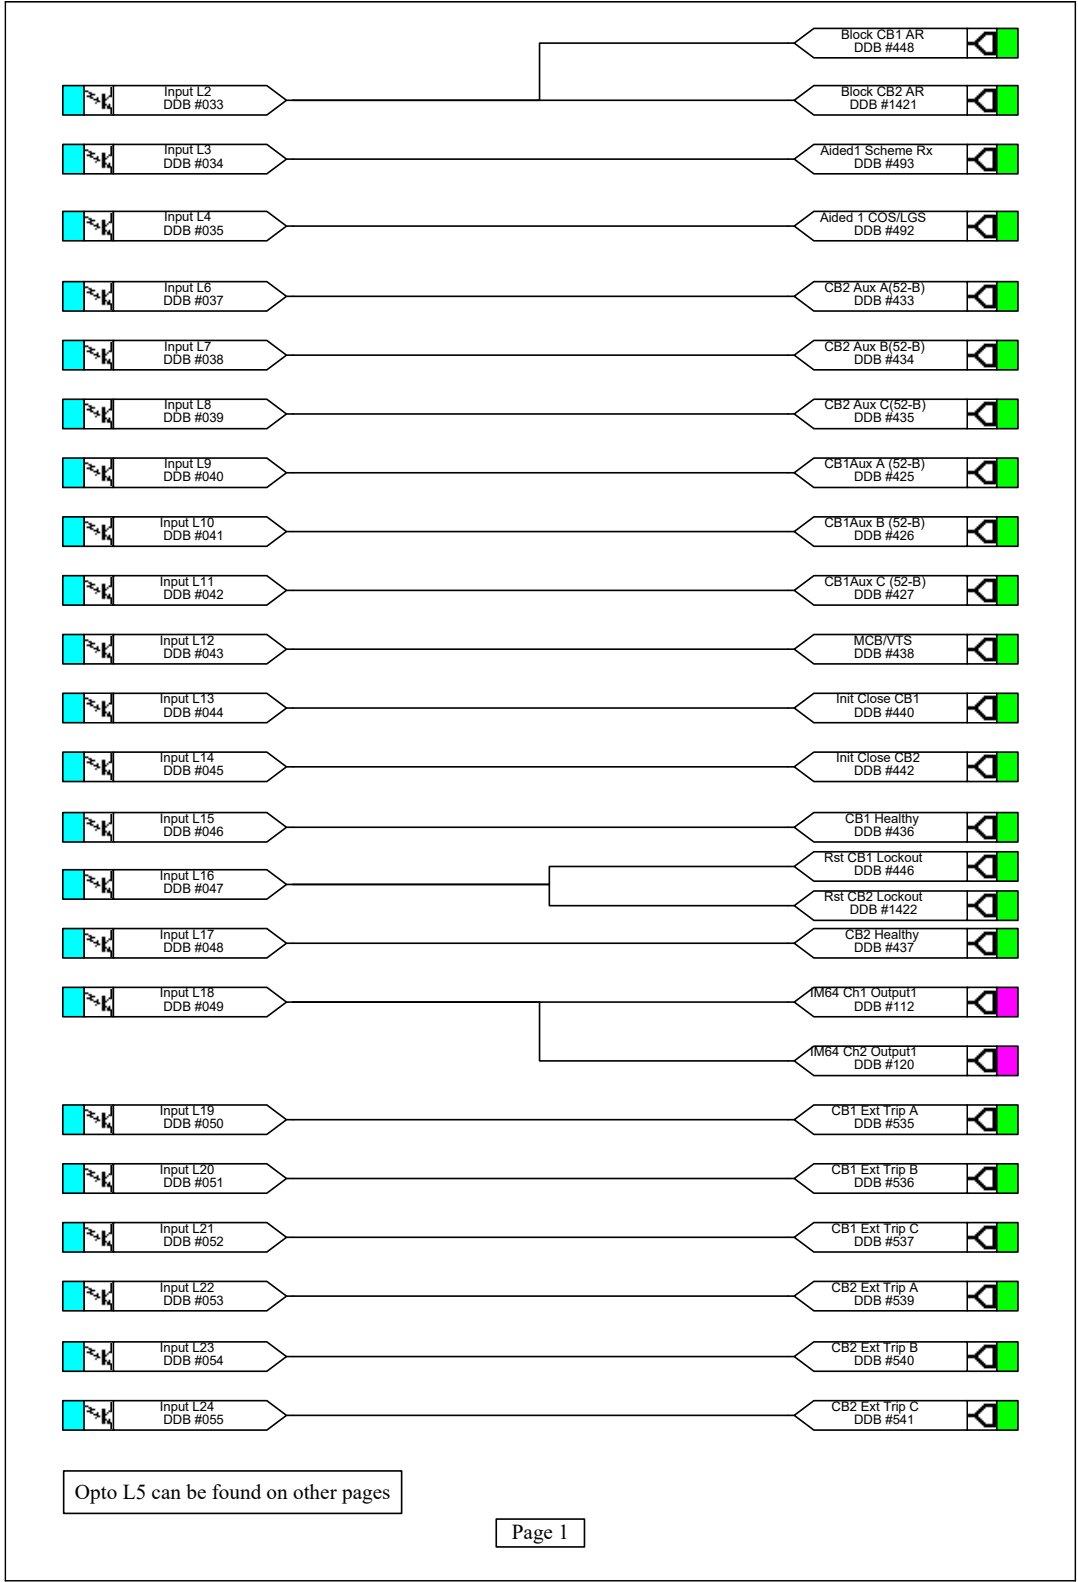 Block CB1 AR
DDB #448
Input L2
DDB #033
Block CB2 AR
DDB #1421
Input L3
DDB #034
Aided1 Scheme Rx
DDB #493
Input L4
DDB #035
Aided 1 COS/LGS
DDB #492
Input L6
DDB #037
CB2 Aux A(52-B)
DDB #433
Input L7
DDB #038
CB2 Aux B(52-B)
DDB #434
Input L8
DDB #039
CB2 Aux C(52-B)
DDB #435
Input L9
DDB #040
CB1Aux A (52-B)
DDB #425
Input L10
DDB #041
CB1Aux B (52-B)
DDB #426
Input L11
DDB #042
CB1Aux C (52-B)
DDB #427
Input L12
DDB #043
MCB/VTS
DDB #438
Input L13
DDB #044
Init Close CB1
DDB #440
Input L14
DDB #045
Init Close CB2
DDB #442
Input L15
DDB #046
CB1 Healthy
DDB #436
Input L16
DDB #047
Rst CB1 Lockout
DDB #446
Rst CB2 Lockout
DDB #1422
Input L17
DDB #048
CB2 Healthy
DDB #437
Input L18
DDB #049
IM64 Ch1 Output1
DDB #112
IM64 Ch2 Output1
DDB #120
Input L19
DDB #050
CB1 Ext Trip A
DDB #535
Input L20
DDB #051
CB1 Ext Trip B
DDB #536
Input L21
DDB #052
CB1 Ext Trip C
DDB #537
Input L22
DDB #053
CB2 Ext Trip A
DDB #539
Input L23
DDB #054
CB2 Ext Trip B
DDB #540
Input L24
DDB #055
CB2 Ext Trip C
DDB #541
Opto L5 can be found on other pages
Page 1